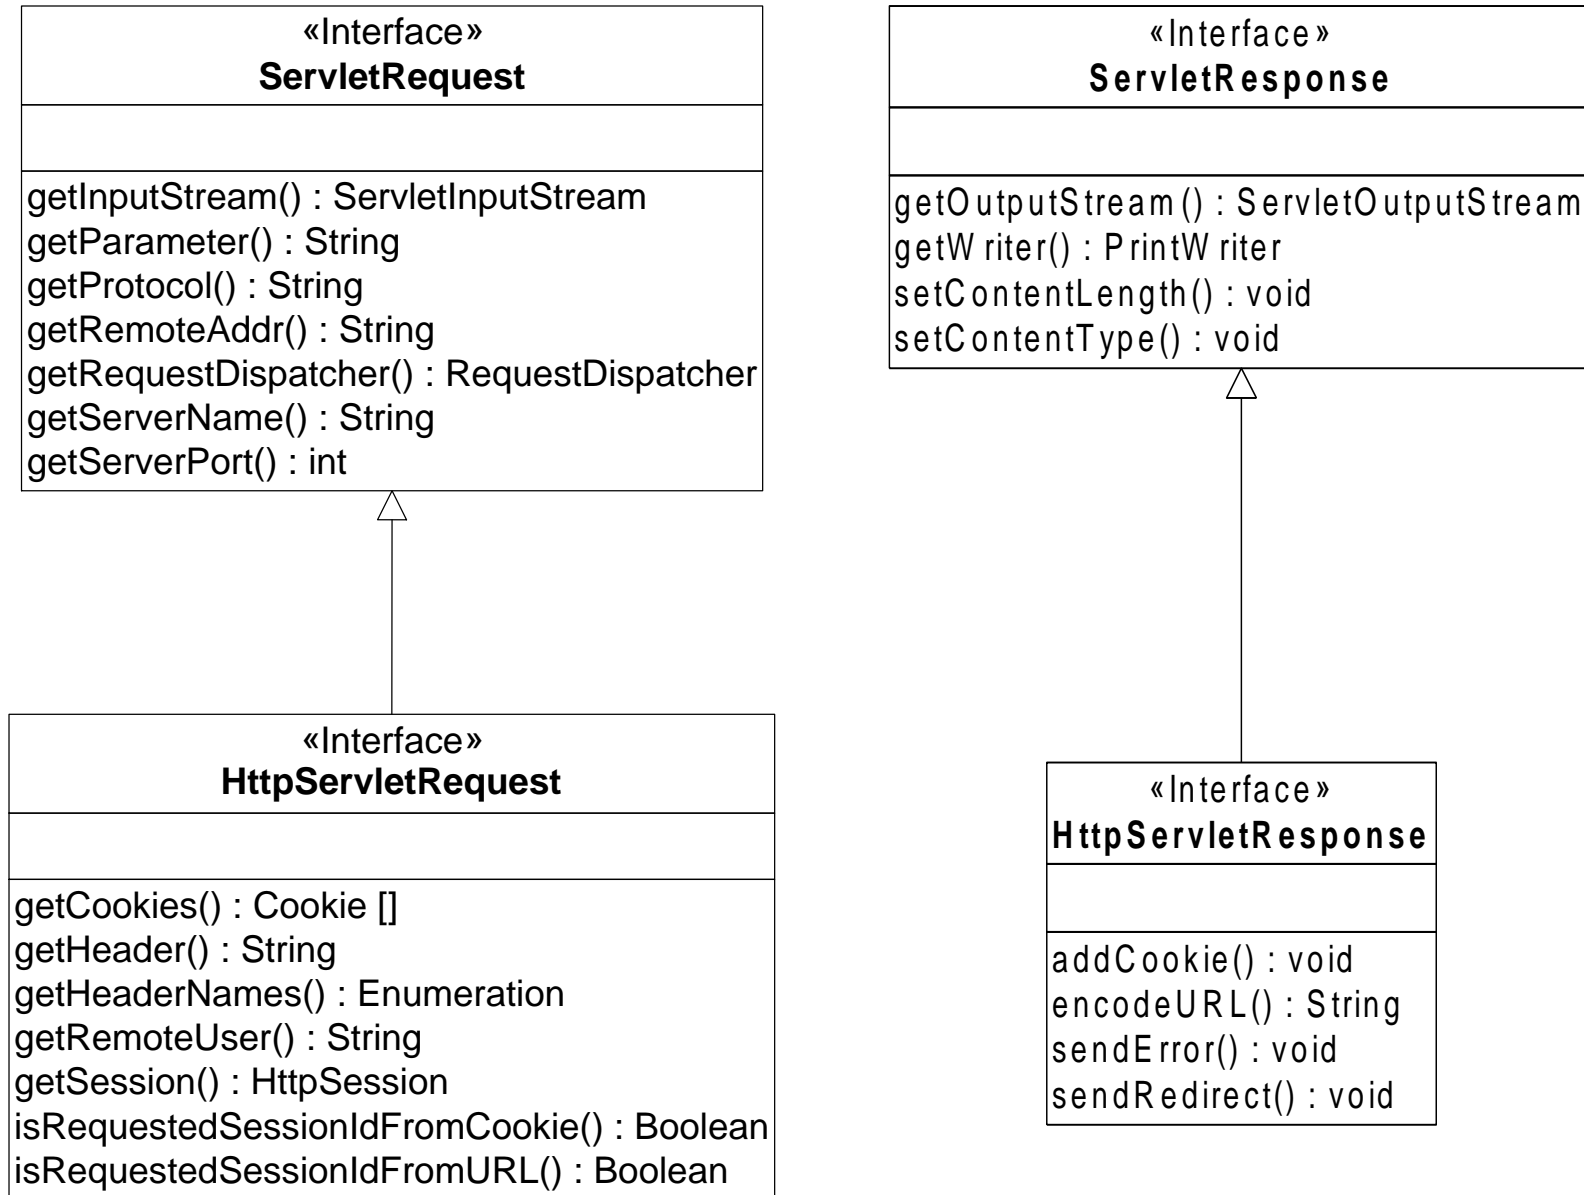 «Interface»
ServletRequest
getInputStream() : ServletInputStream
getParameter() : String
getProtocol() : String
getRemoteAddr() : String
getRequestDispatcher() : RequestDispatcher
getServerName() : String
getServerPort() : int
«Interface»
ServletResponse
getOutputStream() : ServletOutputStream
getWriter() : PrintWriter
setContentLength() : void
setContentType() : void
«Interface»
HttpServletRequest
getCookies() : Cookie []
getHeader() : String
getHeaderNames() : Enumeration
getRemoteUser() : String
getSession() : HttpSession
isRequestedSessionIdFromCookie() : Boolean
isRequestedSessionIdFromURL() : Boolean
«Interface»
HttpServletResponse
addCookie() : void
encodeURL() : String
sendError() : void
sendRedirect() : void